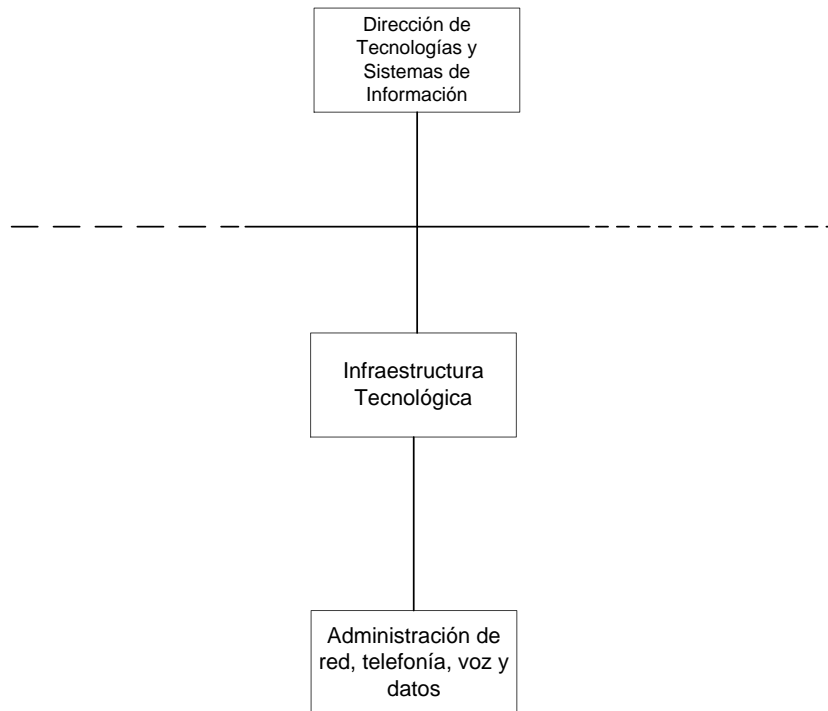 Dirección de
Tecnologías y
Sistemas de
Información
Infraestructura
Tecnológica
Administración de
red, telefonía, voz y
datos